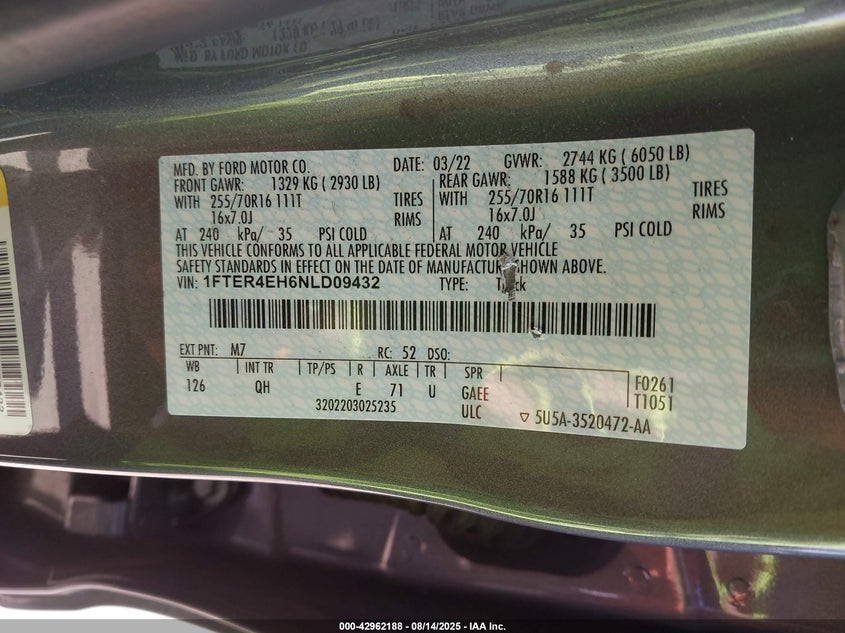 MFD. BY FORD MOTOR CO.
DATE: 03/22 GVWR: 2744 KG ( 6050 LB)
FRONT GAWR: 1329 KG ( 2930 LB)
WITH 255/70R16 111T TIRES
16x7.0J RIMS
AT 240 kPa/ 35 PSI COLD
REAR GAWR: 1588 KG ( 3500 LB)
WITH 255/70R16 111T TIRES
16x7.0J RIMS
AT 240 kPa/ 35 PSI COLD
THIS VEHICLE CONFORMS TO ALL APPLICABLE FEDERAL MOTOR VEHICLE
SAFETY STANDARDS IN EFFECT ON THE DATE OF MANUFACTUR SHOWN ABOVE.
VIN: 1FTER4EH6NLD09432 TYPE: T ck
EXT PNT: M7 RC: 52 DSO:
WB INT TR TP/PS R AXLE TR SPR
126 QH E 71 U GAEE
ULC
F0261
T1051
3202203025235
▽ 5U5A-3520472-AA
000-42962188 - 08/14/2025 - IAA Inc.